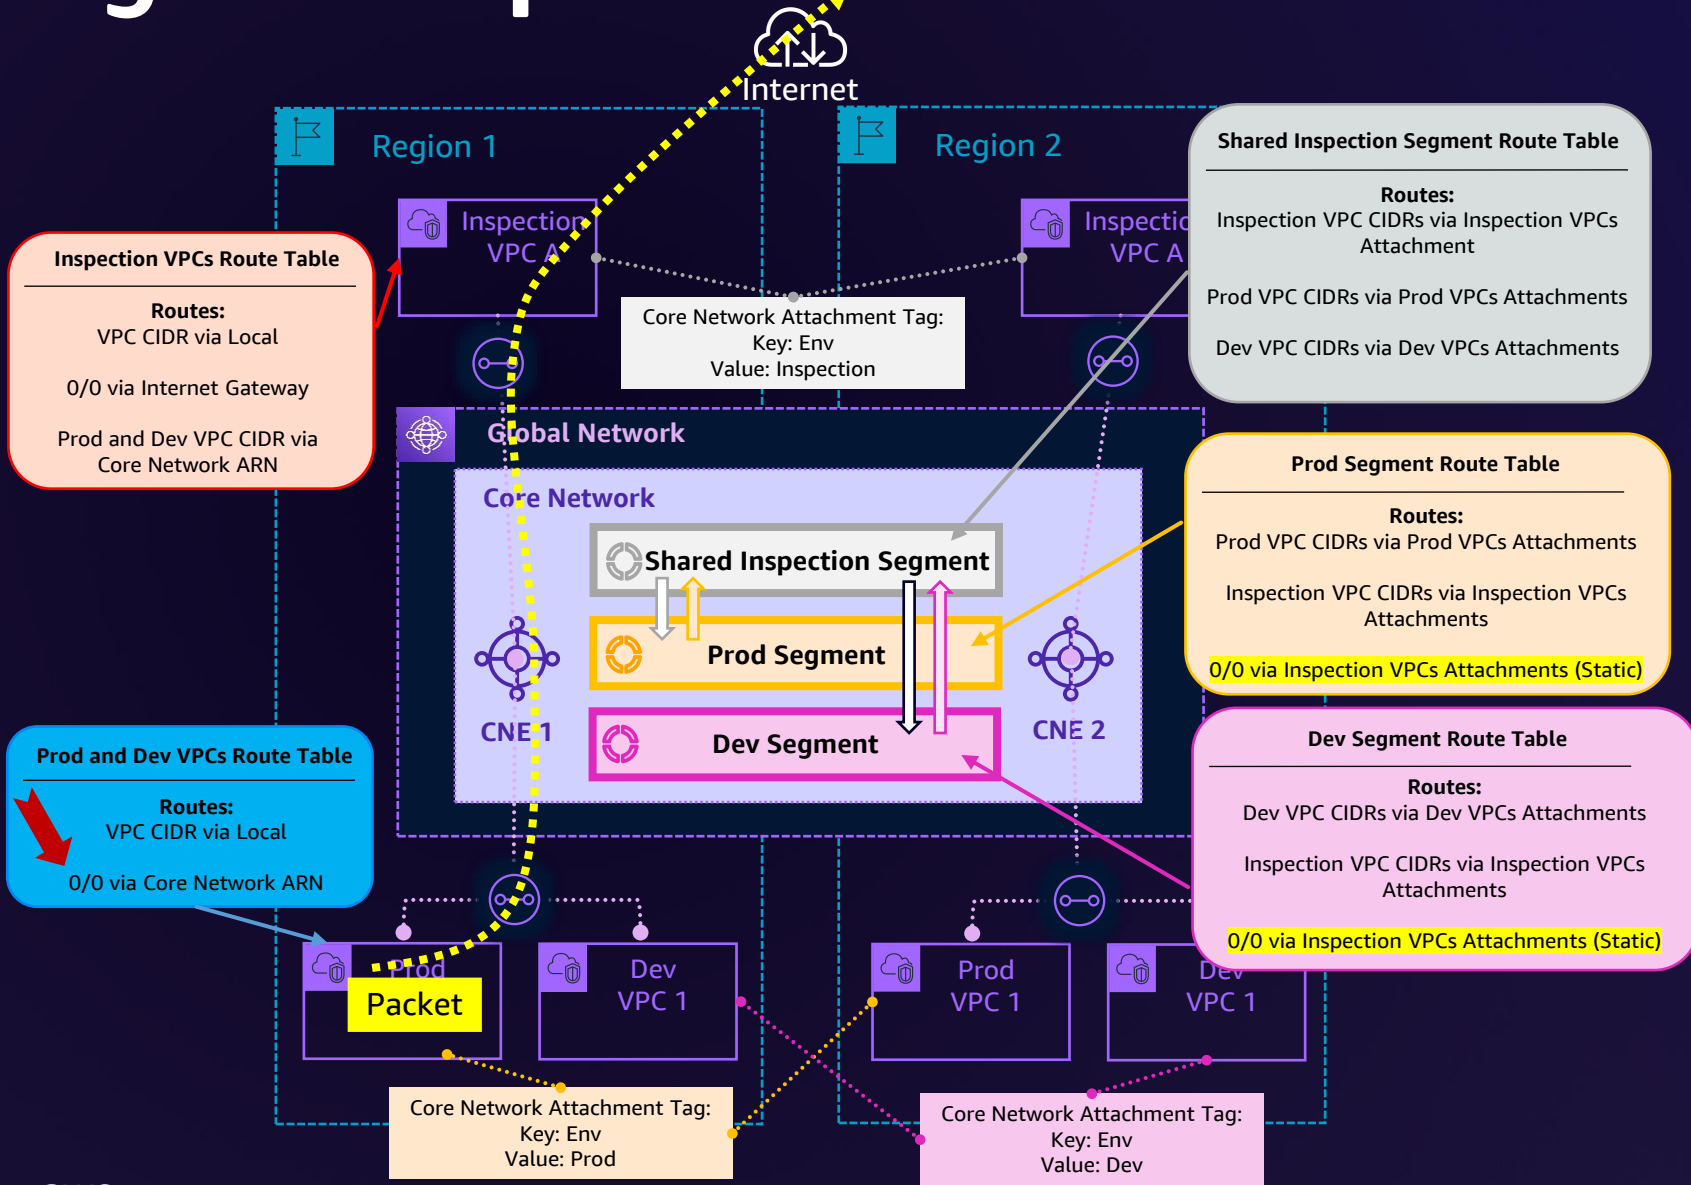 Internet
Region 1
Region 2
Inspection
VPC A
VPC A
Inspection VPCs Route Table
Routes:
VPC CIDR via Local
0/0 via Internet Gateway
Prod and Dev VPC CIDR via
Core Network ARN
Core Network Attachment Tag:
Key: Env
Value: Inspection
Shared Inspection Segment Route Table
Routes:
Inspection VPC CIDRs via Inspection VPCs
Attachment
Prod VPC CIDRs via Prod VPCs Attachments
Dev VPC CIDRs via Dev VPCs Attachments
Global Network
Core Network
Shared Inspection Segment
Prod Segment
Dev Segment
CNE 1
CNE 2
Prod Segment Route Table
Routes:
Prod VPC CIDRs via Prod VPCs Attachments
Inspection VPC CIDRs via Inspection VPCs
Attachments
0/0 via Inspection VPCs Attachments (Static)
Dev Segment Route Table
Routes:
Dev VPC CIDRs via Dev VPCs Attachments
Inspection VPC CIDRs via Inspection VPCs
Attachments
0/0 via Inspection VPCs Attachments (Static)
Prod and Dev VPCs Route Table
Routes:
VPC CIDR via Local
0/0 via Core Network ARN
Prod
Packet
Dev
VPC 1
Prod
VPC 1
Dev
VPC 1
Core Network Attachment Tag:
Key: Env
Value: Prod
Core Network Attachment Tag:
Key: Env
Value: Dev